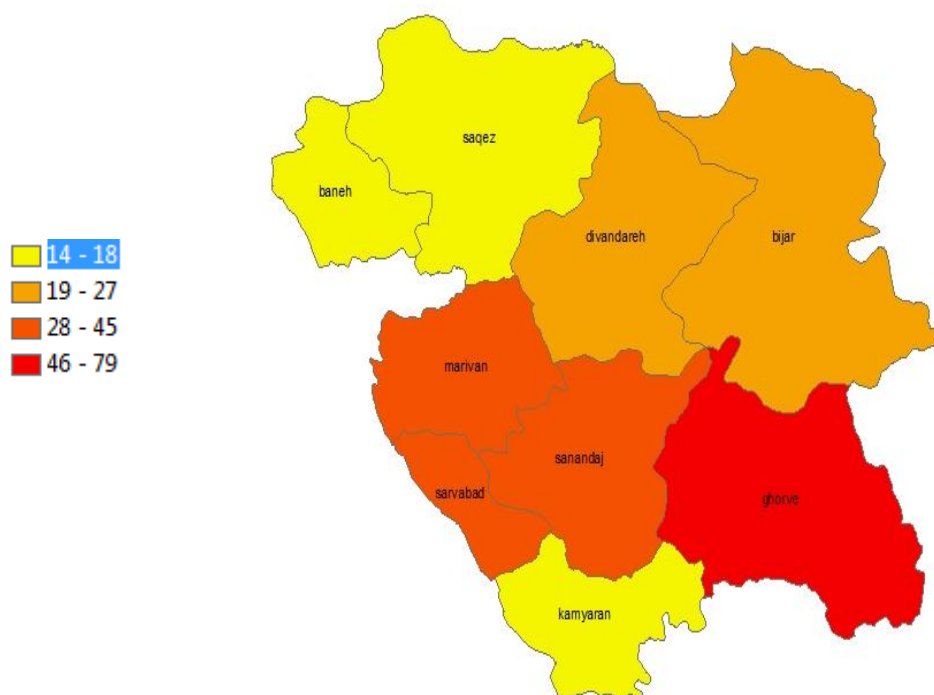 saqez
baneh
divandareh
bijar
14 - 18
19 - 27
28 - 45
46 - 79
marivan
sanandaj
sarvabad
ghorve
kamyaran